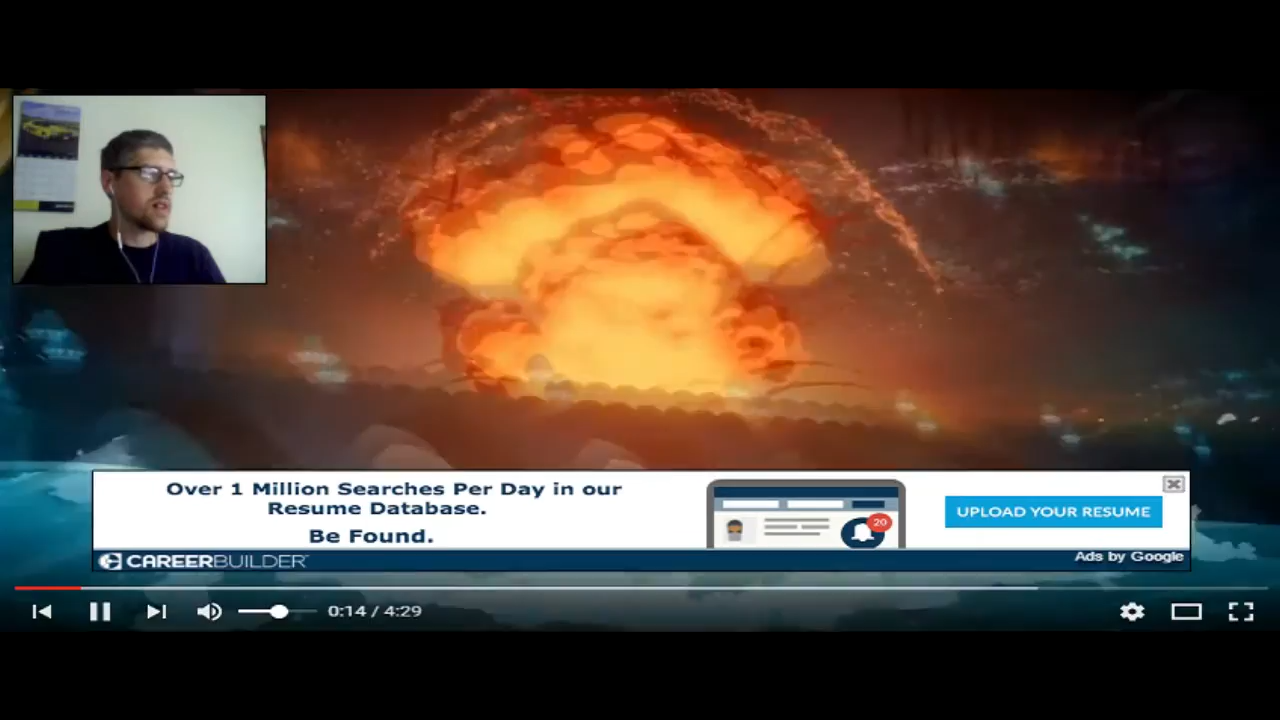 Over 1 Million Searches Per Day in our
Resume Database.
Be Found.
20
UPLOAD YOUR RESUME
CAREERBUILDER
Ads by Google
0:14 / 4:29